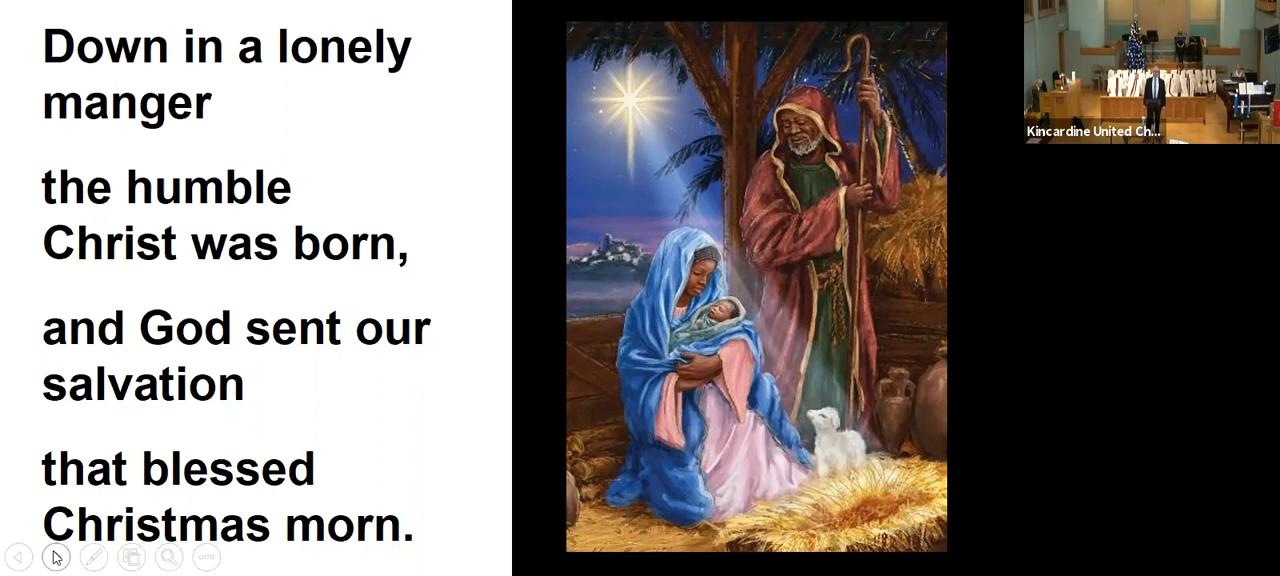 Down in a lonely
manger
the humble
Christ was born,
and God sent our
salvation
that blessed
Christmas morn.
Kincardine United Ch...